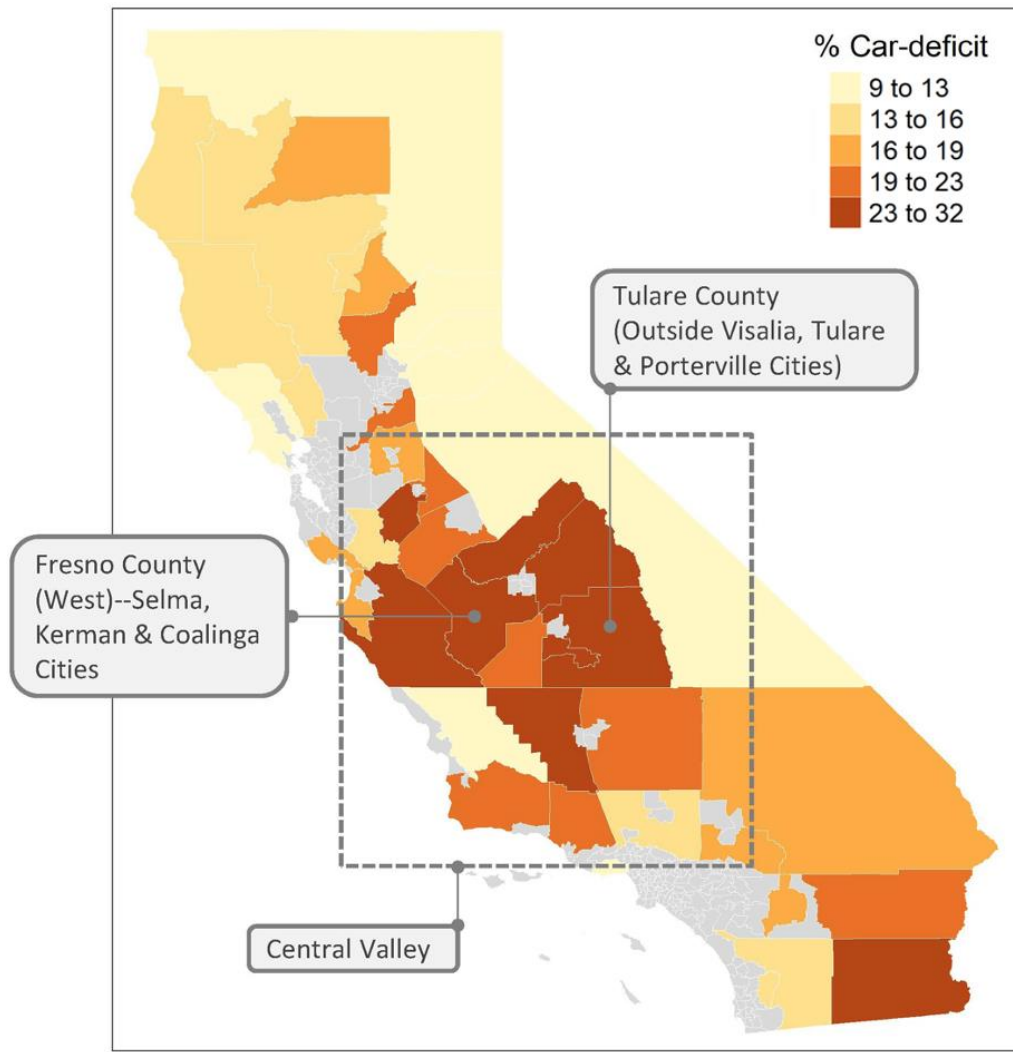 % Car-deficit
9 to 13
13 to 16
16 to 19
19 to 23
23 to 32
Tulare County
(Outside Visalia, Tulare
& Porterville Cities)
Fresno County
(West)--Selma,
Kerman & Coalinga
Cities
Central Valley